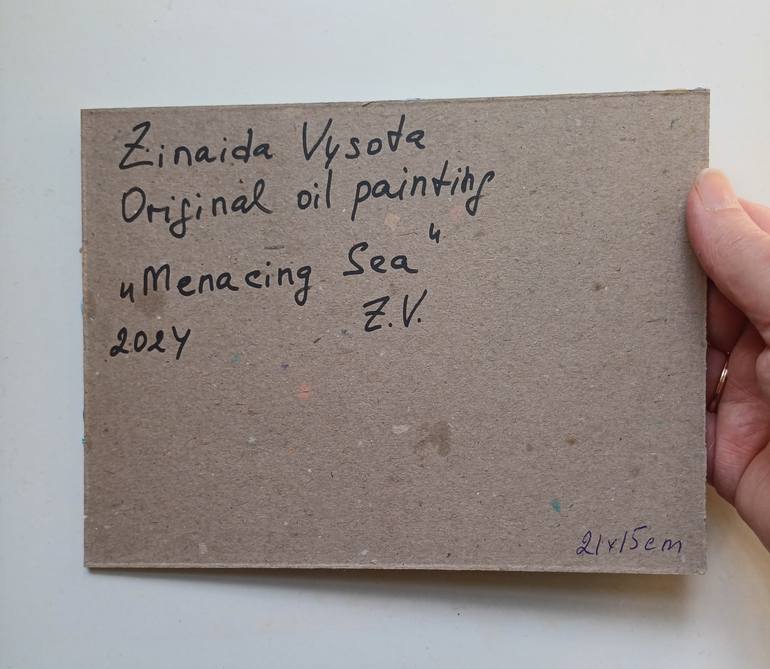 Zinaida Vysota
Original oil painting
„Menacing Sea“
Z.V.
2024
21x15cm